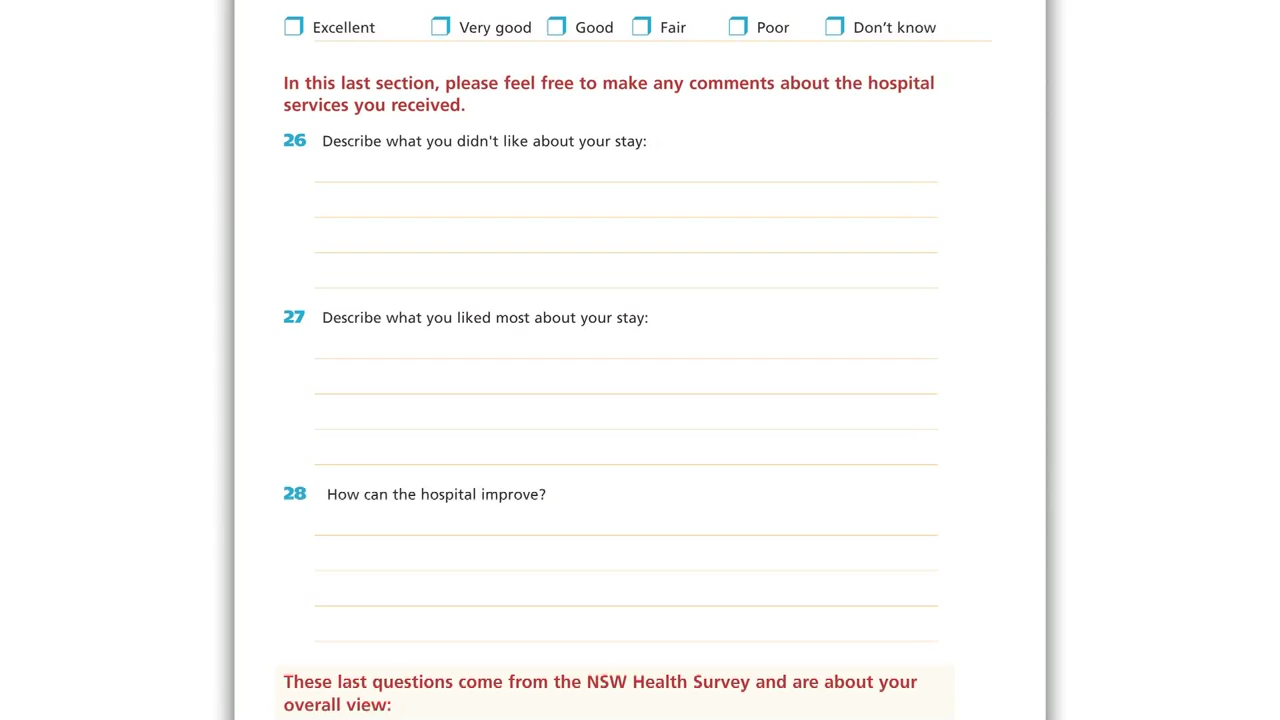 Excellent Very good Good Fair Poor Don’t know
In this last section, please feel free to make any comments about the hospital
services you received.
26 Describe what you didn't like about your stay:
27 Describe what you liked most about your stay:
28 How can the hospital improve?
These last questions come from the NSW Health Survey and are about your
overall view: